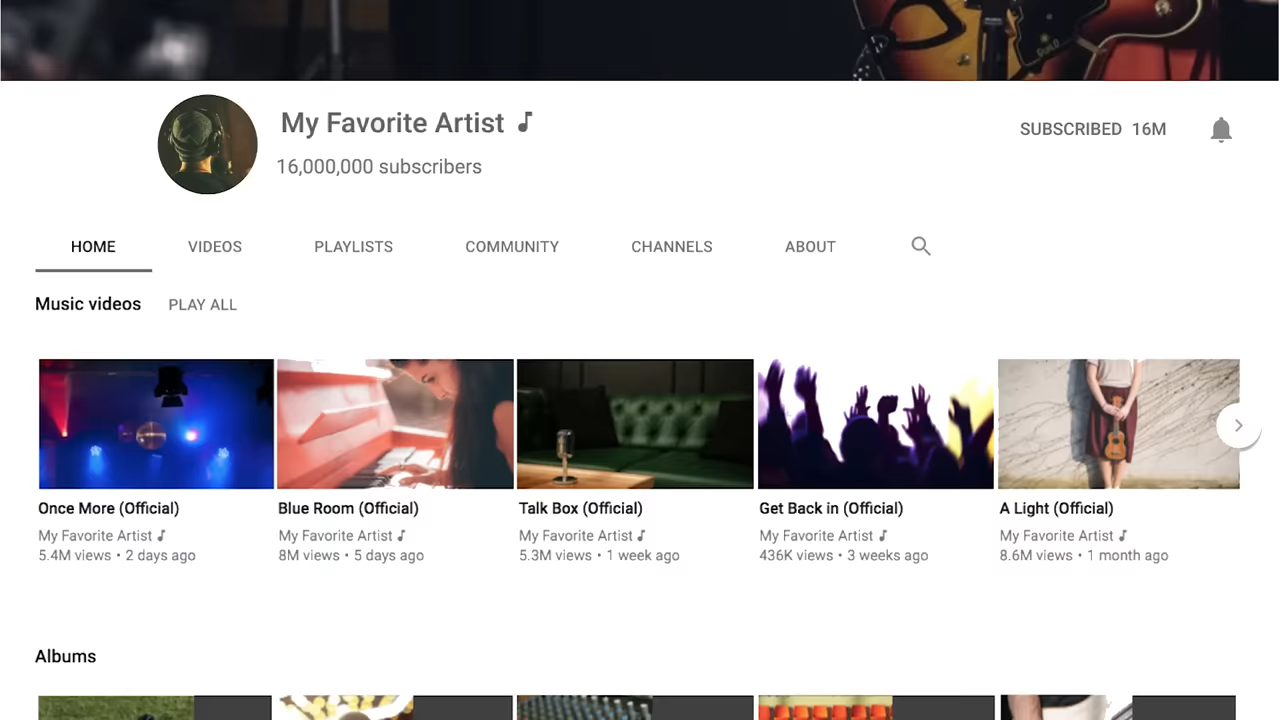 GUILD
My Favorite Artist ♪
16,000,000 subscribers
SUBSCRIBED 16M
HOME VIDEOS PLAYLISTS COMMUNITY CHANNELS ABOUT
Music videos PLAY ALL
Once More (Official)
My Favorite Artist ♪
5.4M views • 2 days ago
Blue Room (Official)
My Favorite Artist ♪
8M views • 5 days ago
Talk Box (Official)
My Favorite Artist ♪
5.3M views • 1 week ago
Get Back in (Official)
My Favorite Artist ♪
436K views • 3 weeks ago
A Light (Official)
My Favorite Artist ♪
8.6M views • 1 month ago
Albums